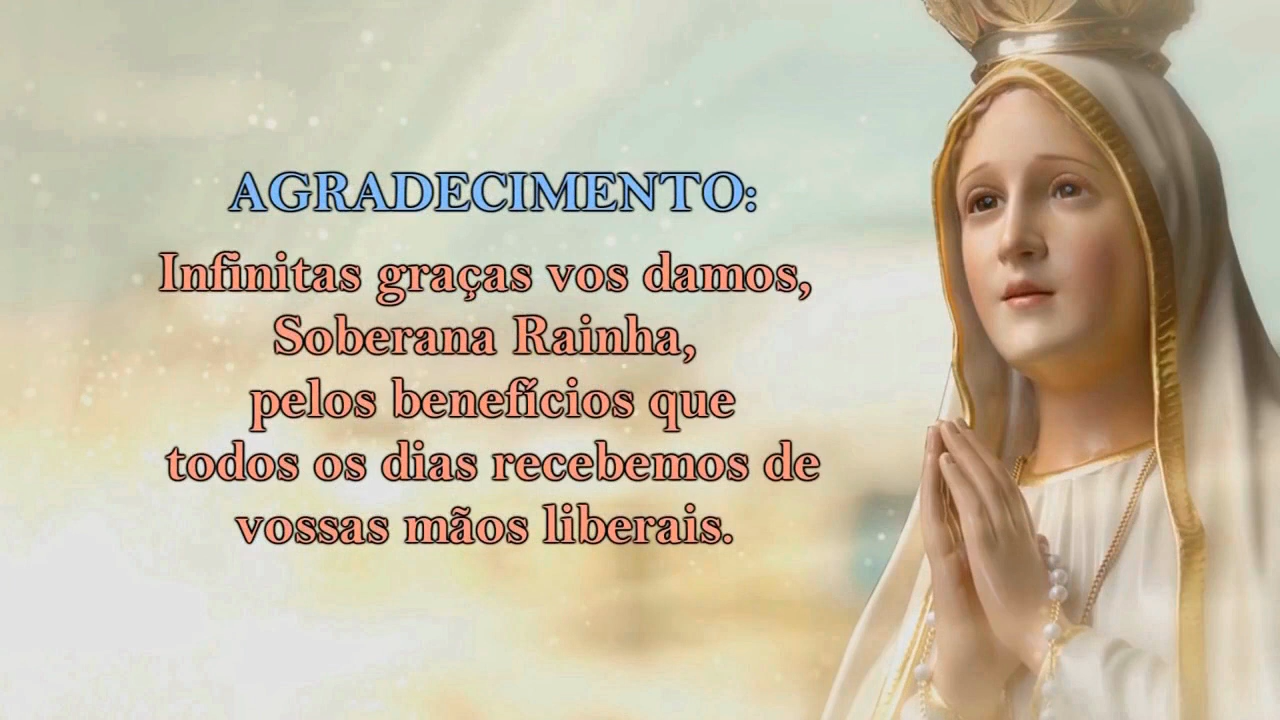 AGRADECIMENTO:
Infinitas graças vos damos,
Soberana Rainha,
pelos benefícios que
todos os dias recebemos de
vossas mãos liberais.